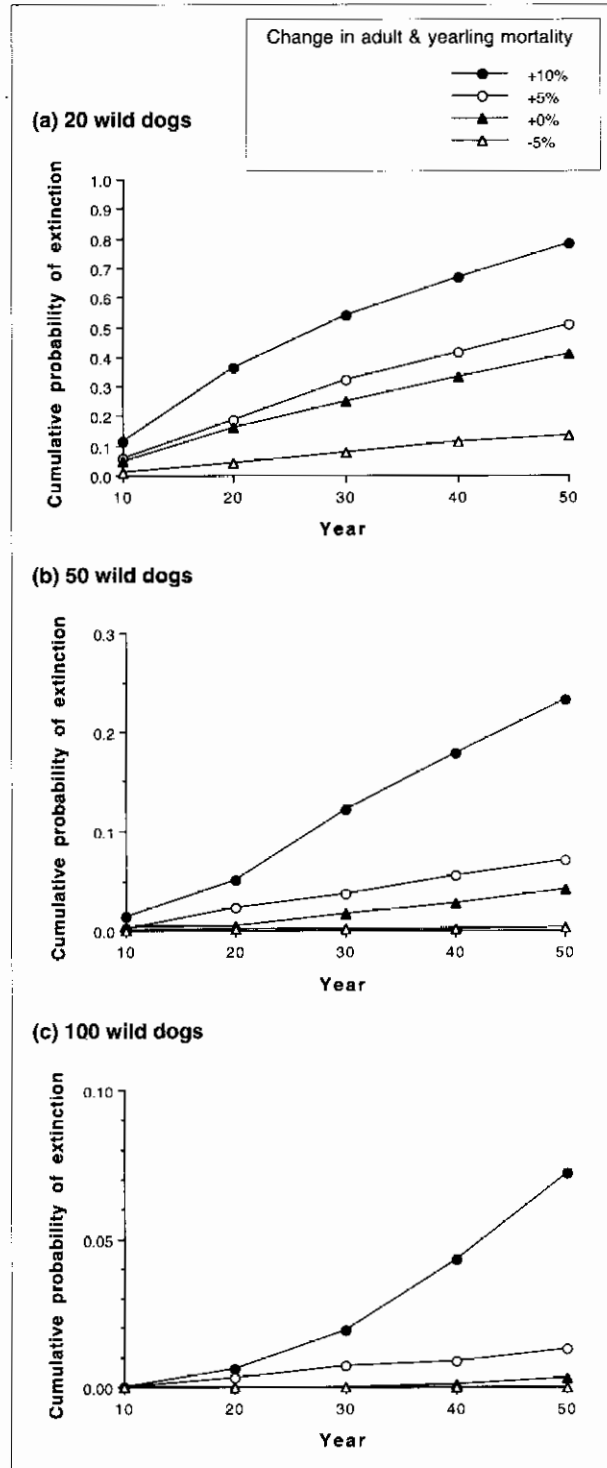 Change in adult & yearling mortality
+10%
+5%
+0%
-5%
(a) 20 wild dogs
Cumulative probability of extinction
1.0
0.9
0.8
0.7
0.6
0.5
0.4
0.3
0.2
0.1
0.0
10 20 30 40 50
Year
(b) 50 wild dogs
Cumulative probability of extinction
0.3
0.2
0.1
0.0
10 20 30 40 50
Year
(c) 100 wild dogs
Cumulative probability of extinction
0.10
0.05
0.00
10 20 30 40 50
Year